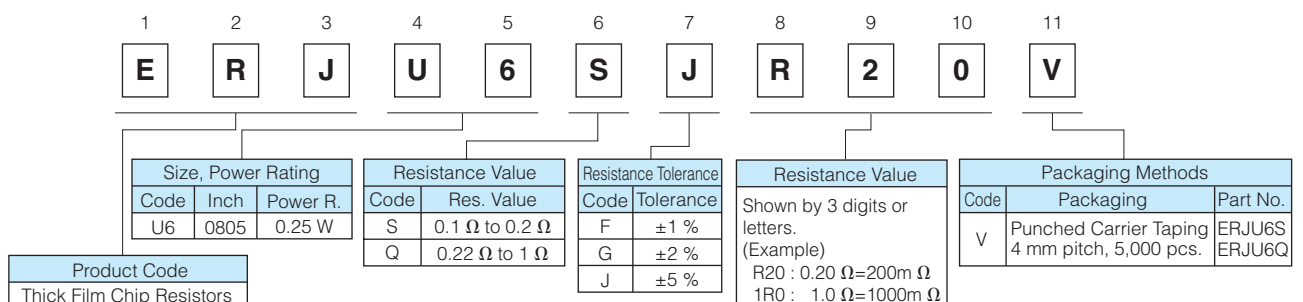 1 2 3 4 5 6 7 8 9 10 11
E R J U 6 S J R 2 0 V
Size, Power Rating
Code Inch Power R.
U6 0805 0.25 W
Product Code
Thick Film Chip Resistors
Resistance Value
Code Res. Value
S 0.1 Ω to 0.2 Ω
Q 0.22 Ω to 1 Ω
Resistance Tolerance
Code Tolerance
F ±1 %
G ±2 %
J ±5 %
Resistance Value
Shown by 3 digits or
letters.
(Example)
R20 : 0.20 Ω=200m Ω
1R0 : 1.0 Ω=1000m Ω
Packaging Methods
Code Packaging Part No.
V Punched Carrier Taping ERJU6S
4 mm pitch, 5,000 pcs. ERJU6Q